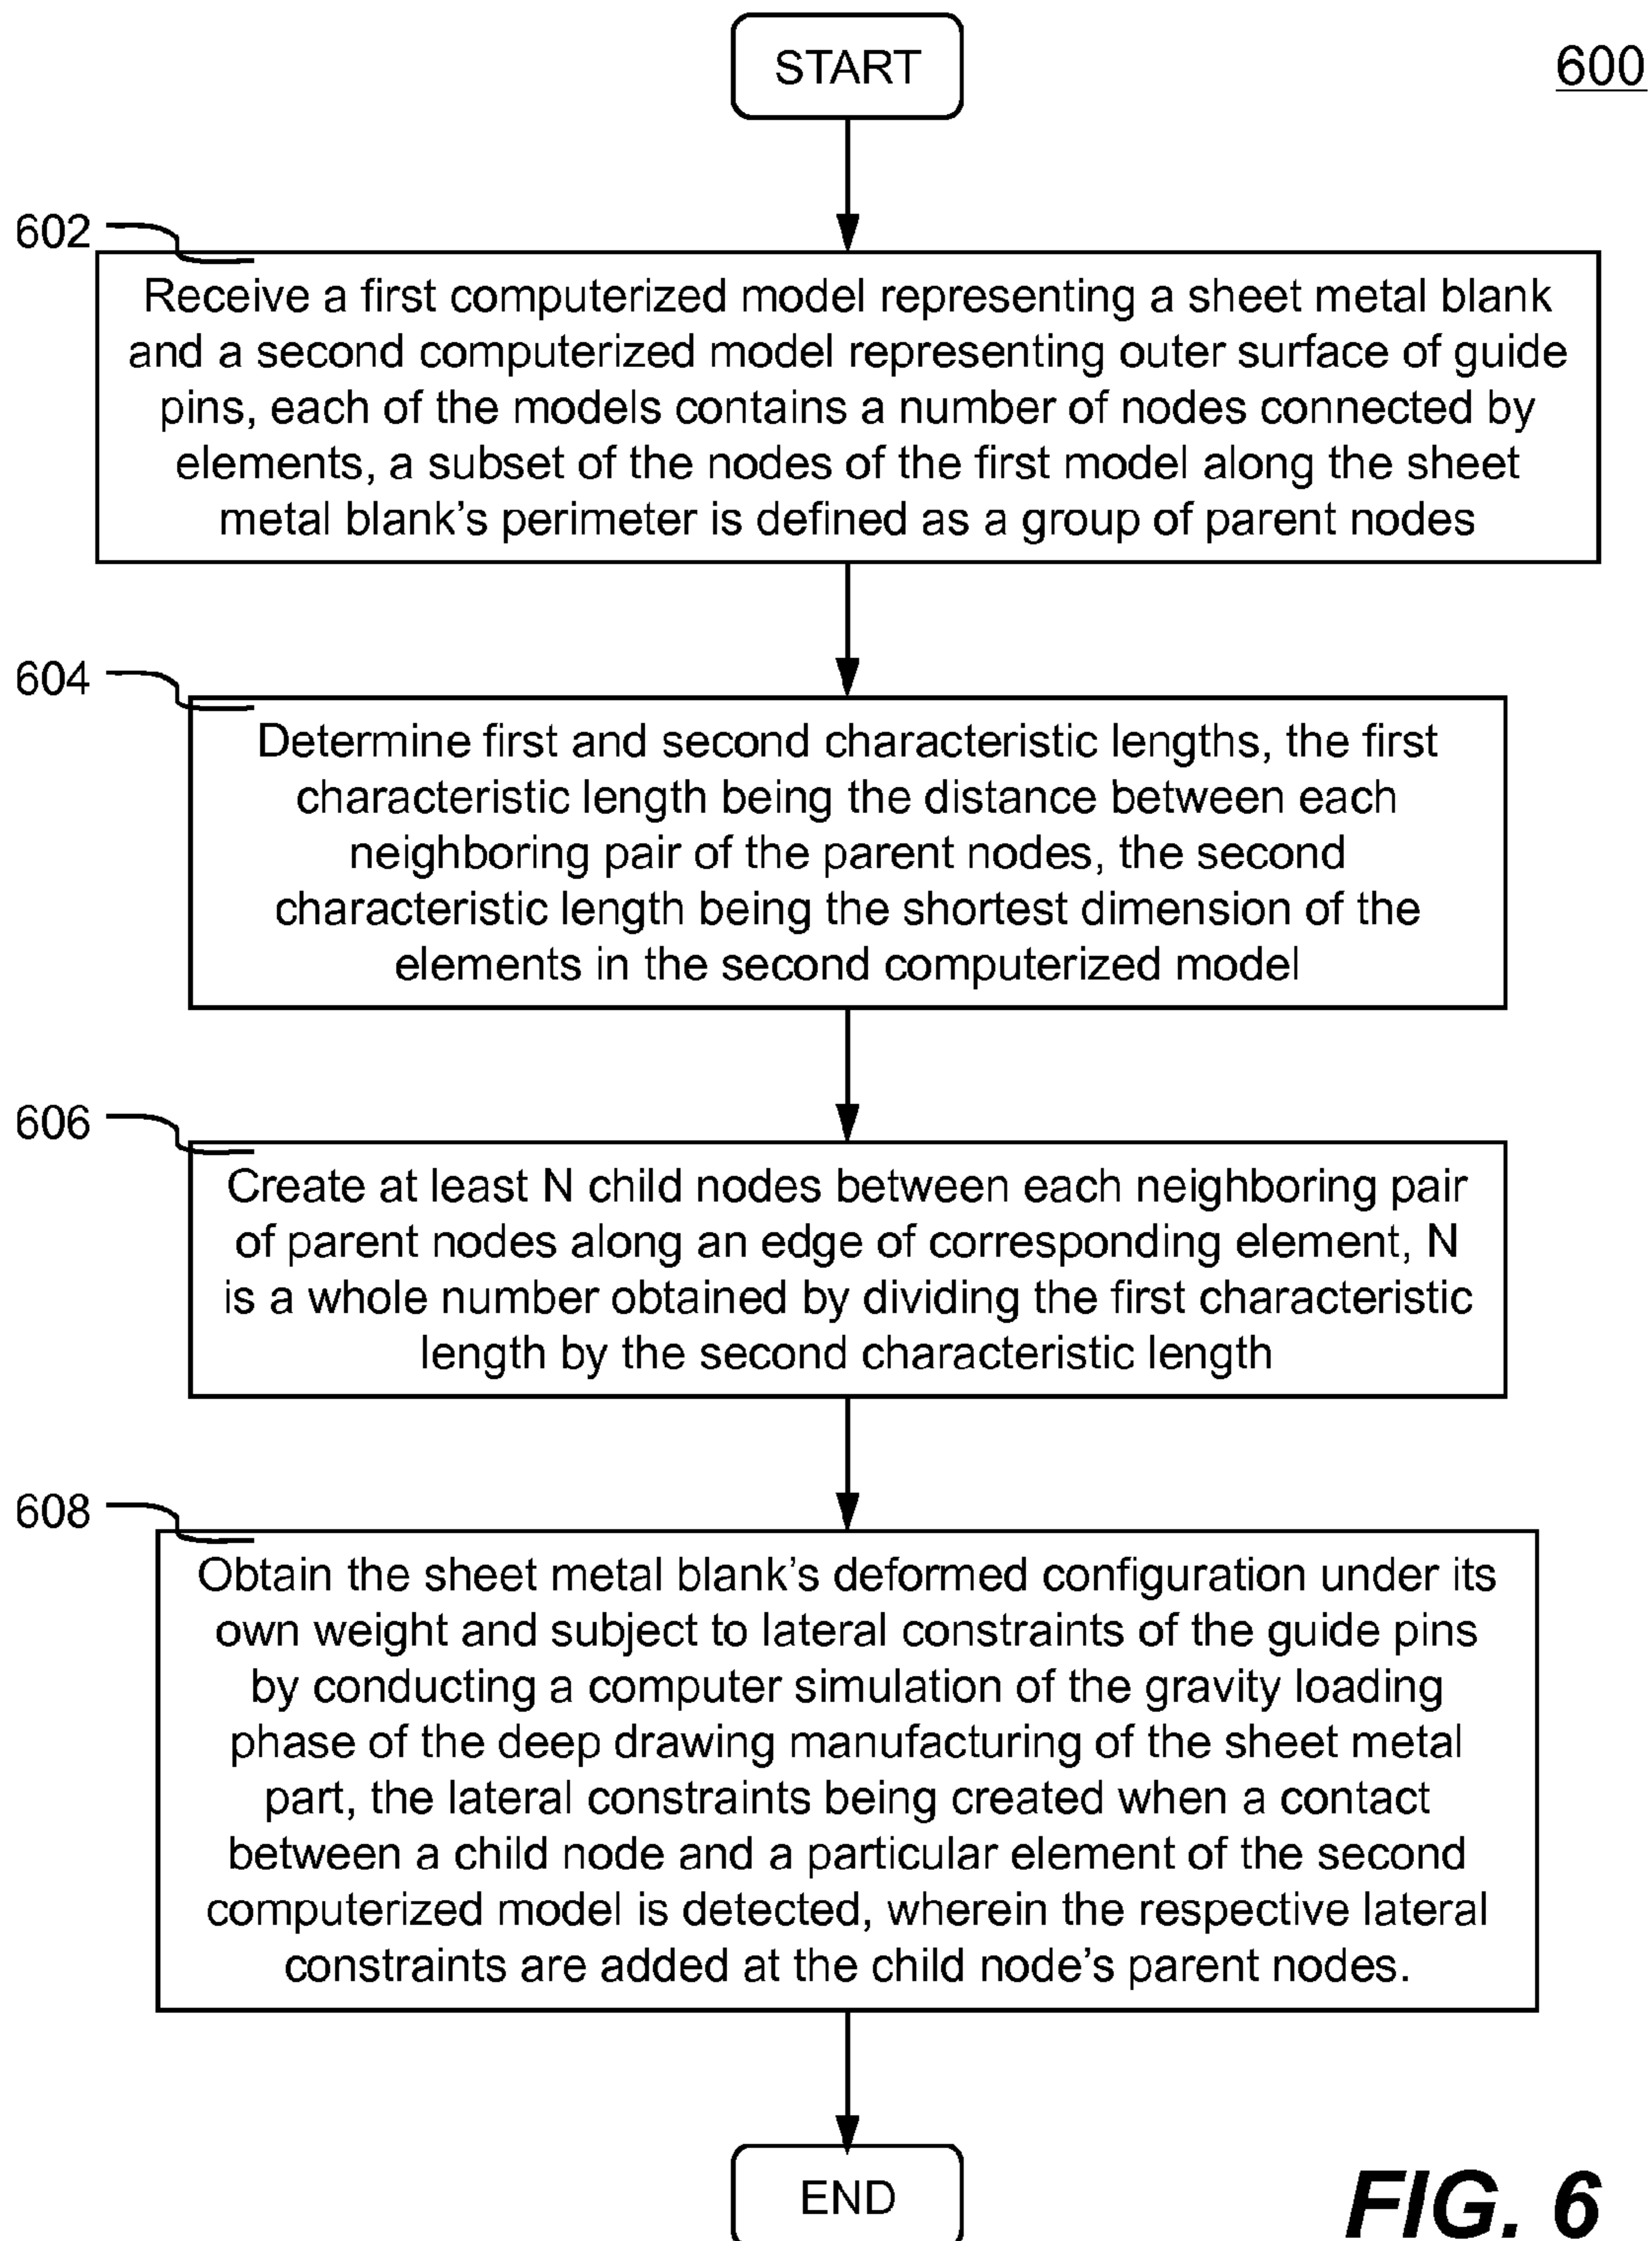 START
600
602
Receive a first computerized model representing a sheet metal blank
and a second computerized model representing outer surface of guide
pins, each of the models contains a number of nodes connected by
elements, a subset of the nodes of the first model along the sheet
metal blank’s perimeter is defined as a group of parent nodes
604
Determine first and second characteristic lengths, the first
characteristic length being the distance between each
neighboring pair of the parent nodes, the second
characteristic length being the shortest dimension of the
elements in the second computerized model
606
Create at least N child nodes between each neighboring pair
of parent nodes along an edge of corresponding element, N
is a whole number obtained by dividing the first characteristic
length by the second characteristic length
608
Obtain the sheet metal blank’s deformed configuration under its
own weight and subject to lateral constraints of the guide pins
by conducting a computer simulation of the gravity loading
phase of the deep drawing manufacturing of the sheet metal
part, the lateral constraints being created when a contact
between a child node and a particular element of the second
computerized model is detected, wherein the respective lateral
constraints are added at the child node’s parent nodes.
END
FIG. 6